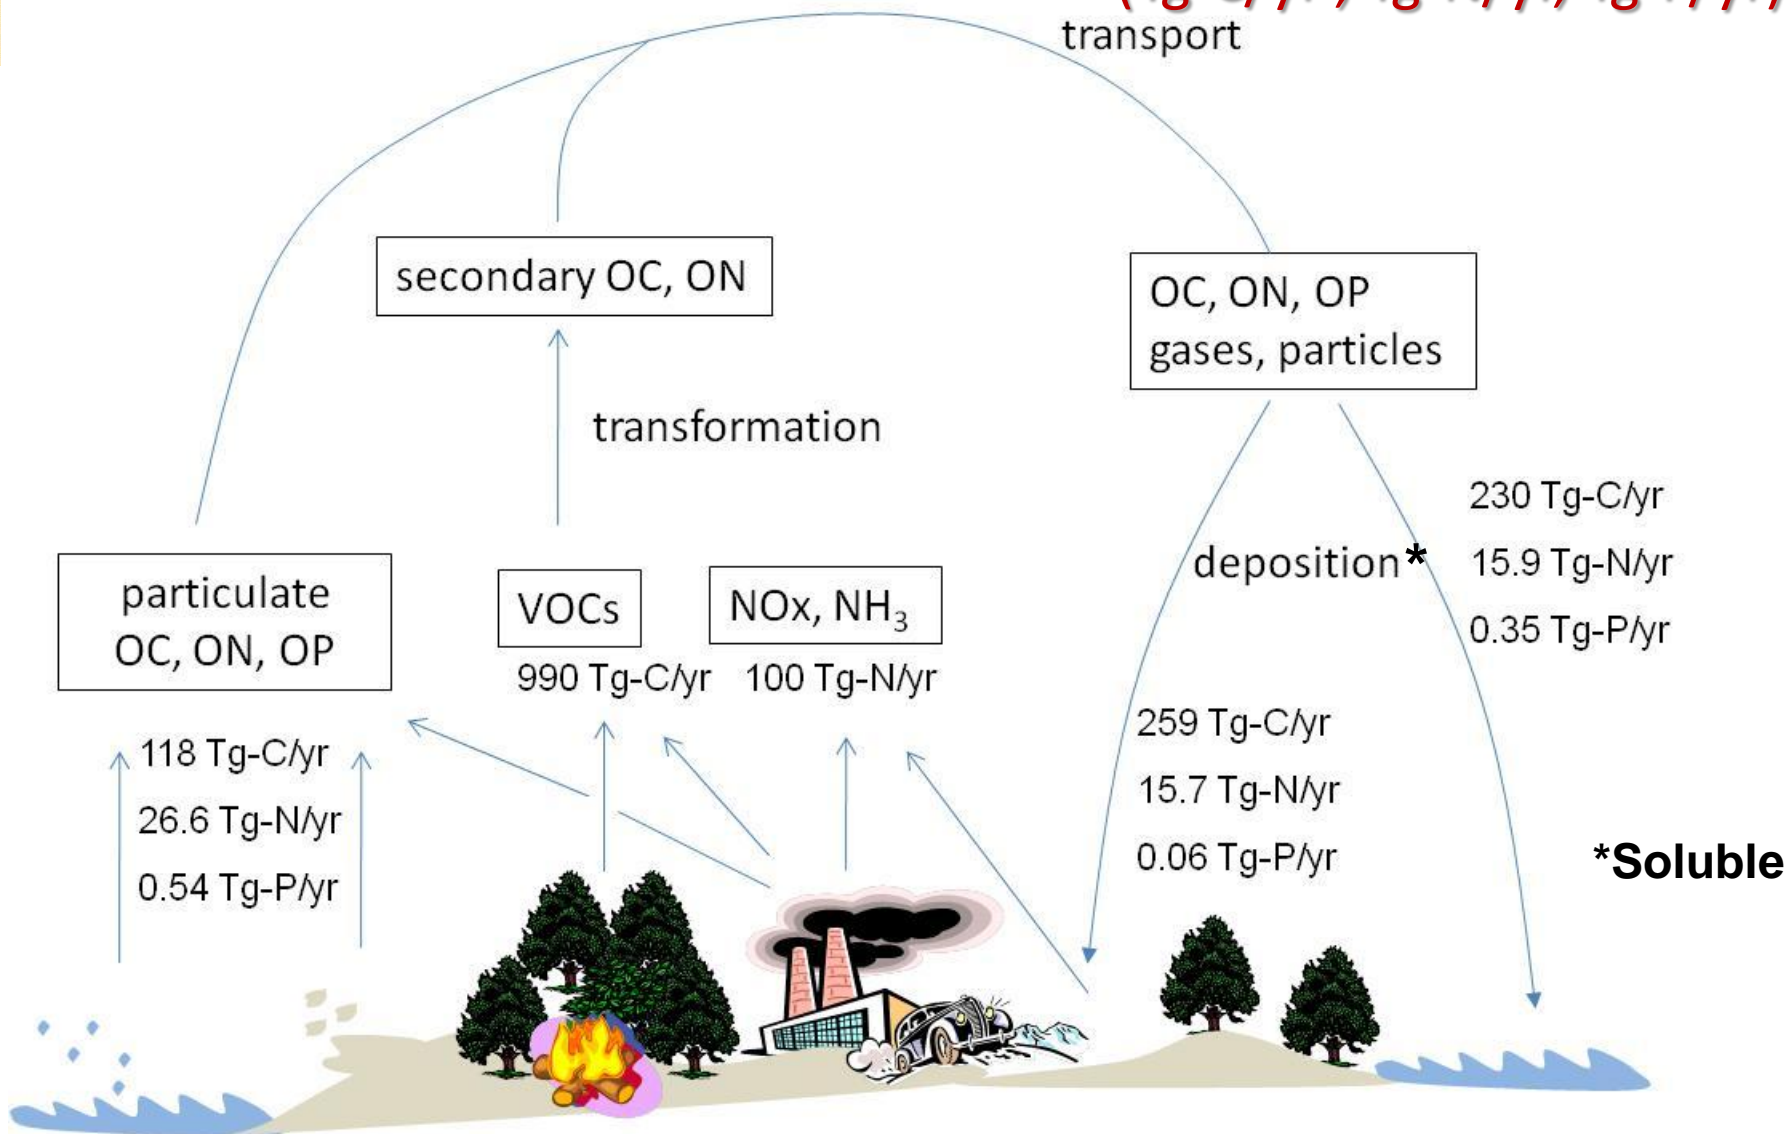 transport
secondary OC, ON
OC, ON, OP
gases, particles
transformation
230 Tg-C/yr
15.9 Tg-N/yr
0.35 Tg-P/yr
deposition*
particulate
OC, ON, OP
VOCs
NOx, NH₃
990 Tg-C/yr
100 Tg-N/yr
118 Tg-C/yr
26.6 Tg-N/yr
0.54 Tg-P/yr
259 Tg-C/yr
15.7 Tg-N/yr
0.06 Tg-P/yr
*Soluble